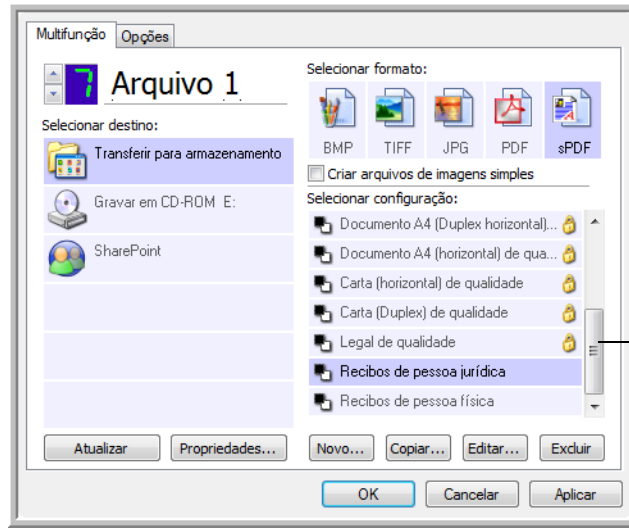 Multifunção
Opções
7
Arquivo 1
Selecionar destino:
Transferir para armazenamento
Gravar em CD-ROM E:
SharePoint
Atualizar
Propriedades...
Selecionar formato:
BMP
TIFF
JPG
PDF
sPDF
Criar arquivos de imagens simples
Selecionar configuração:
Documento A4 (Duplex horizontal)...
Documento A4 (horizontal) de qua...
Carta (horizontal) de qualidade
Carta (Duplex) de qualidade
Legal de qualidade
Recibos de pessoa jurídica
Recibos de pessoa física
Novo...
Copiar...
Editar...
Excluir
OK
Cancelar
Aplicar